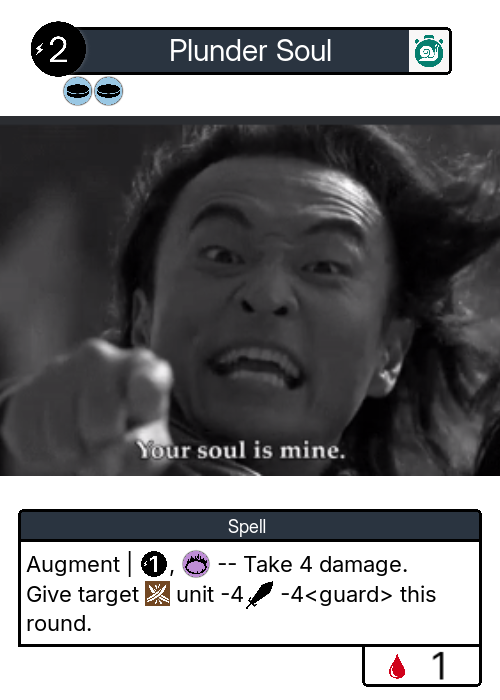 2 Plunder Soul
Your soul is mine.
Spell
Augment | 1, -- Take 4 damage.
Give target unit -4 -4<guard> this
round.
1